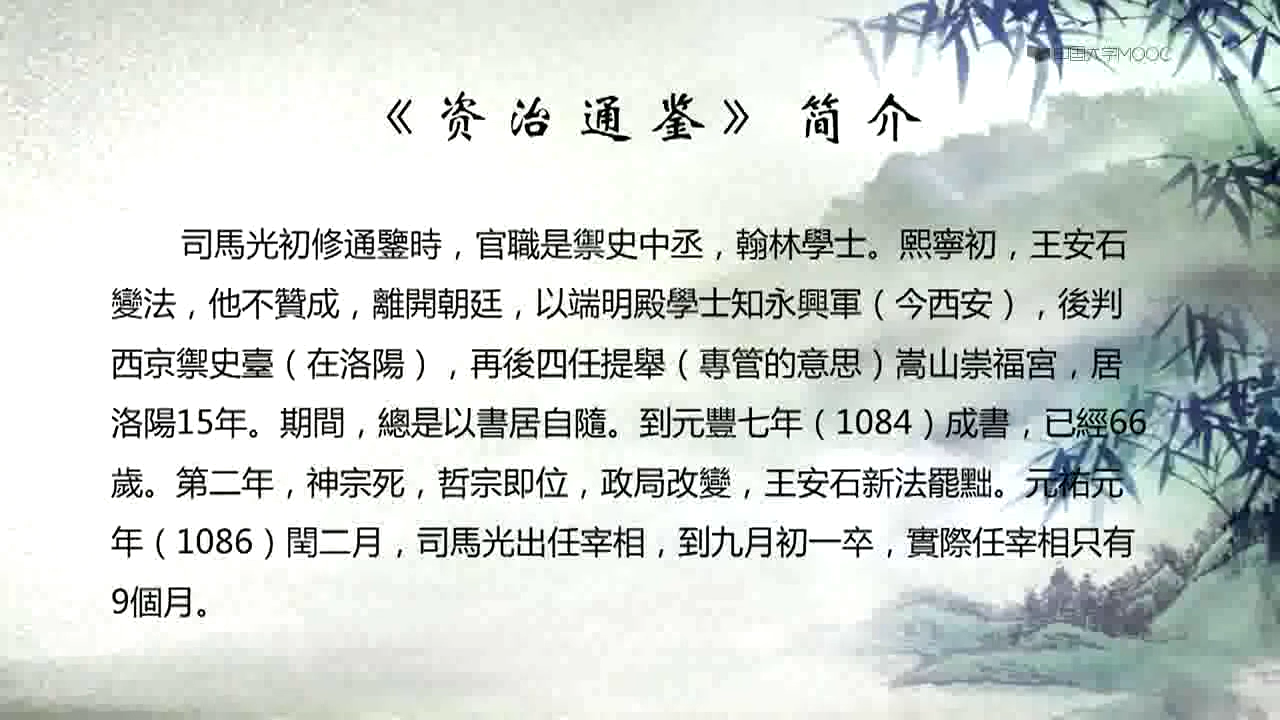 中国大学MOOC
《资治通鉴》简介
司馬光初修通鑒時，官職是禦史中丞，翰林學士。熙寧初，王安石
變法，他不贊成，離開朝廷，以端明殿學士知永興軍（今西安），後判
西京禦史臺（在洛陽），再後四任提舉（專管的意思）嵩山崇福宮，居
洛陽15年。期間，總是以書居自隨。到元豐七年（1084）成書，已經66
歲。第二年，神宗死，哲宗即位，政局改變，王安石新法罷黜。元祐元
年（1086）閏二月，司馬光出任宰相，到九月初一卒，實際任宰相只有
9個月。